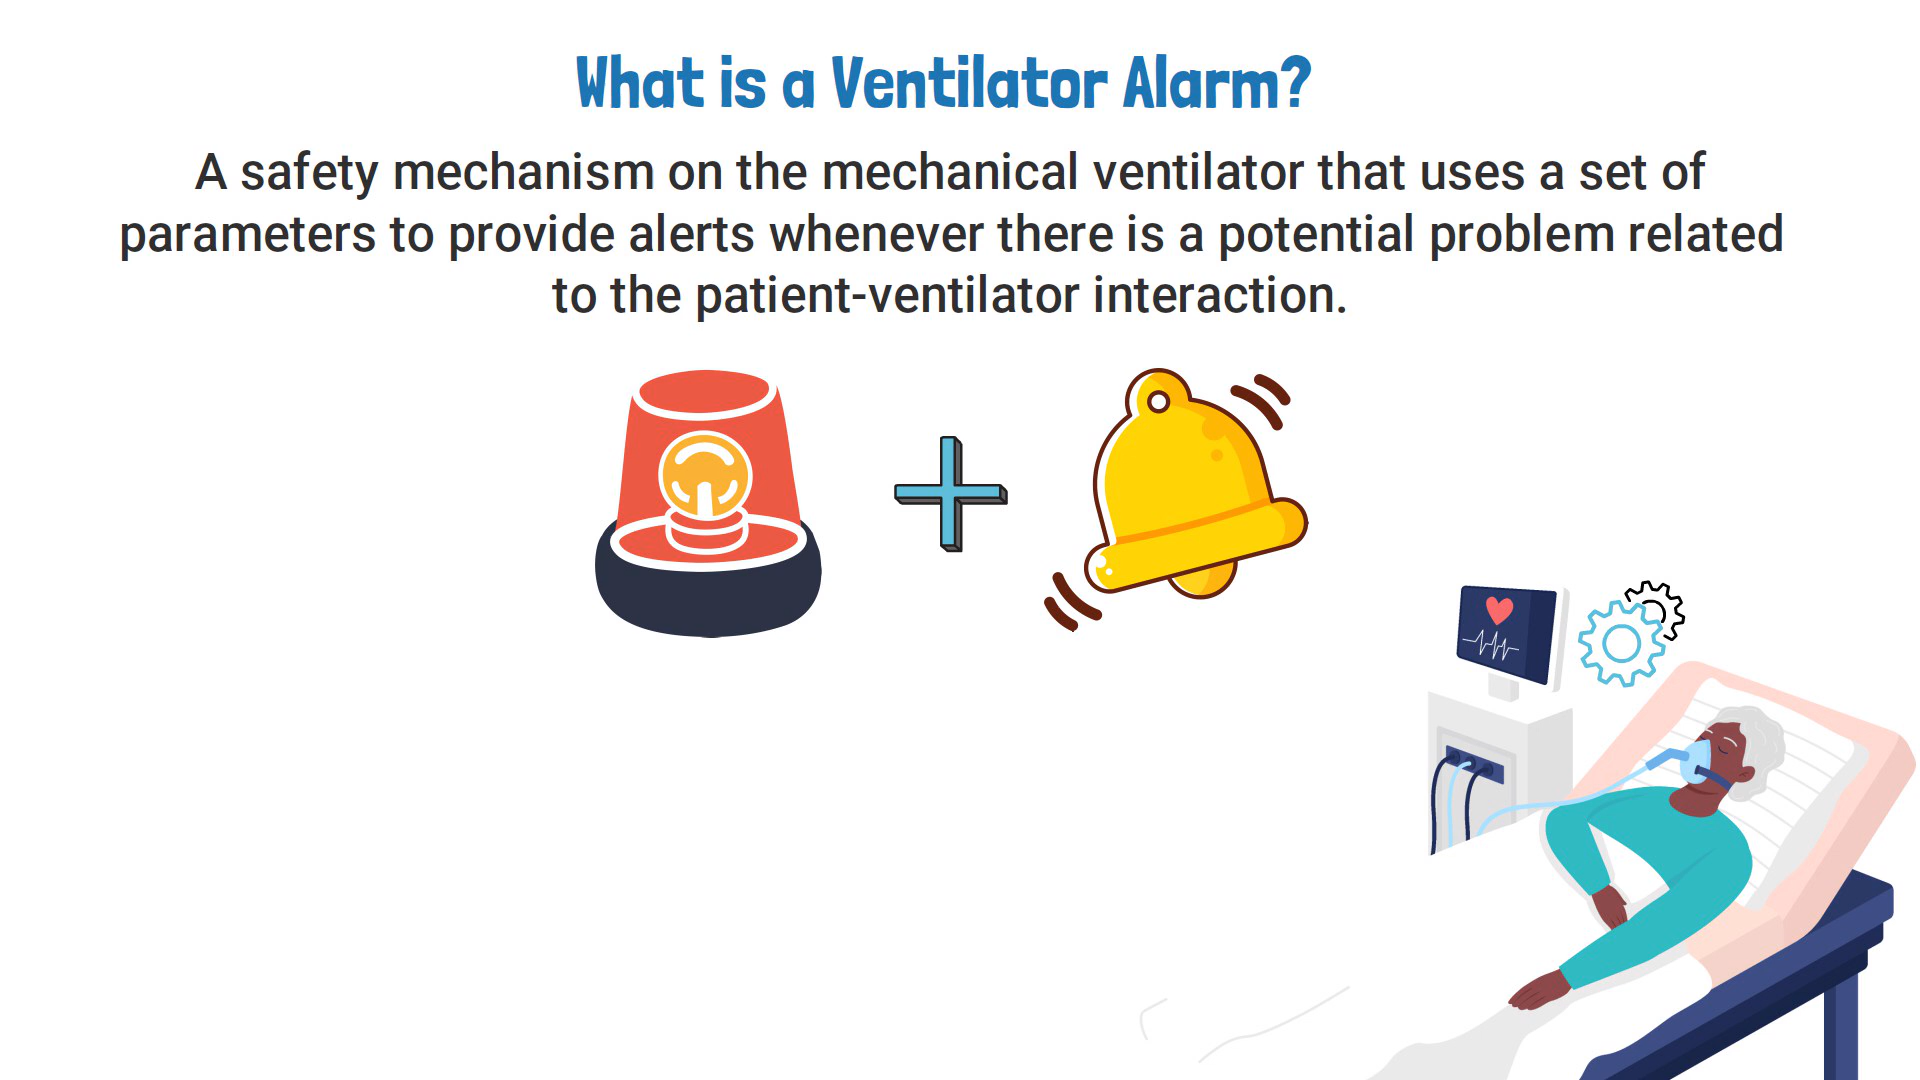 What is a Ventilator Alarm?
A safety mechanism on the mechanical ventilator that uses a set of
parameters to provide alerts whenever there is a potential problem related
to the patient-ventilator interaction.